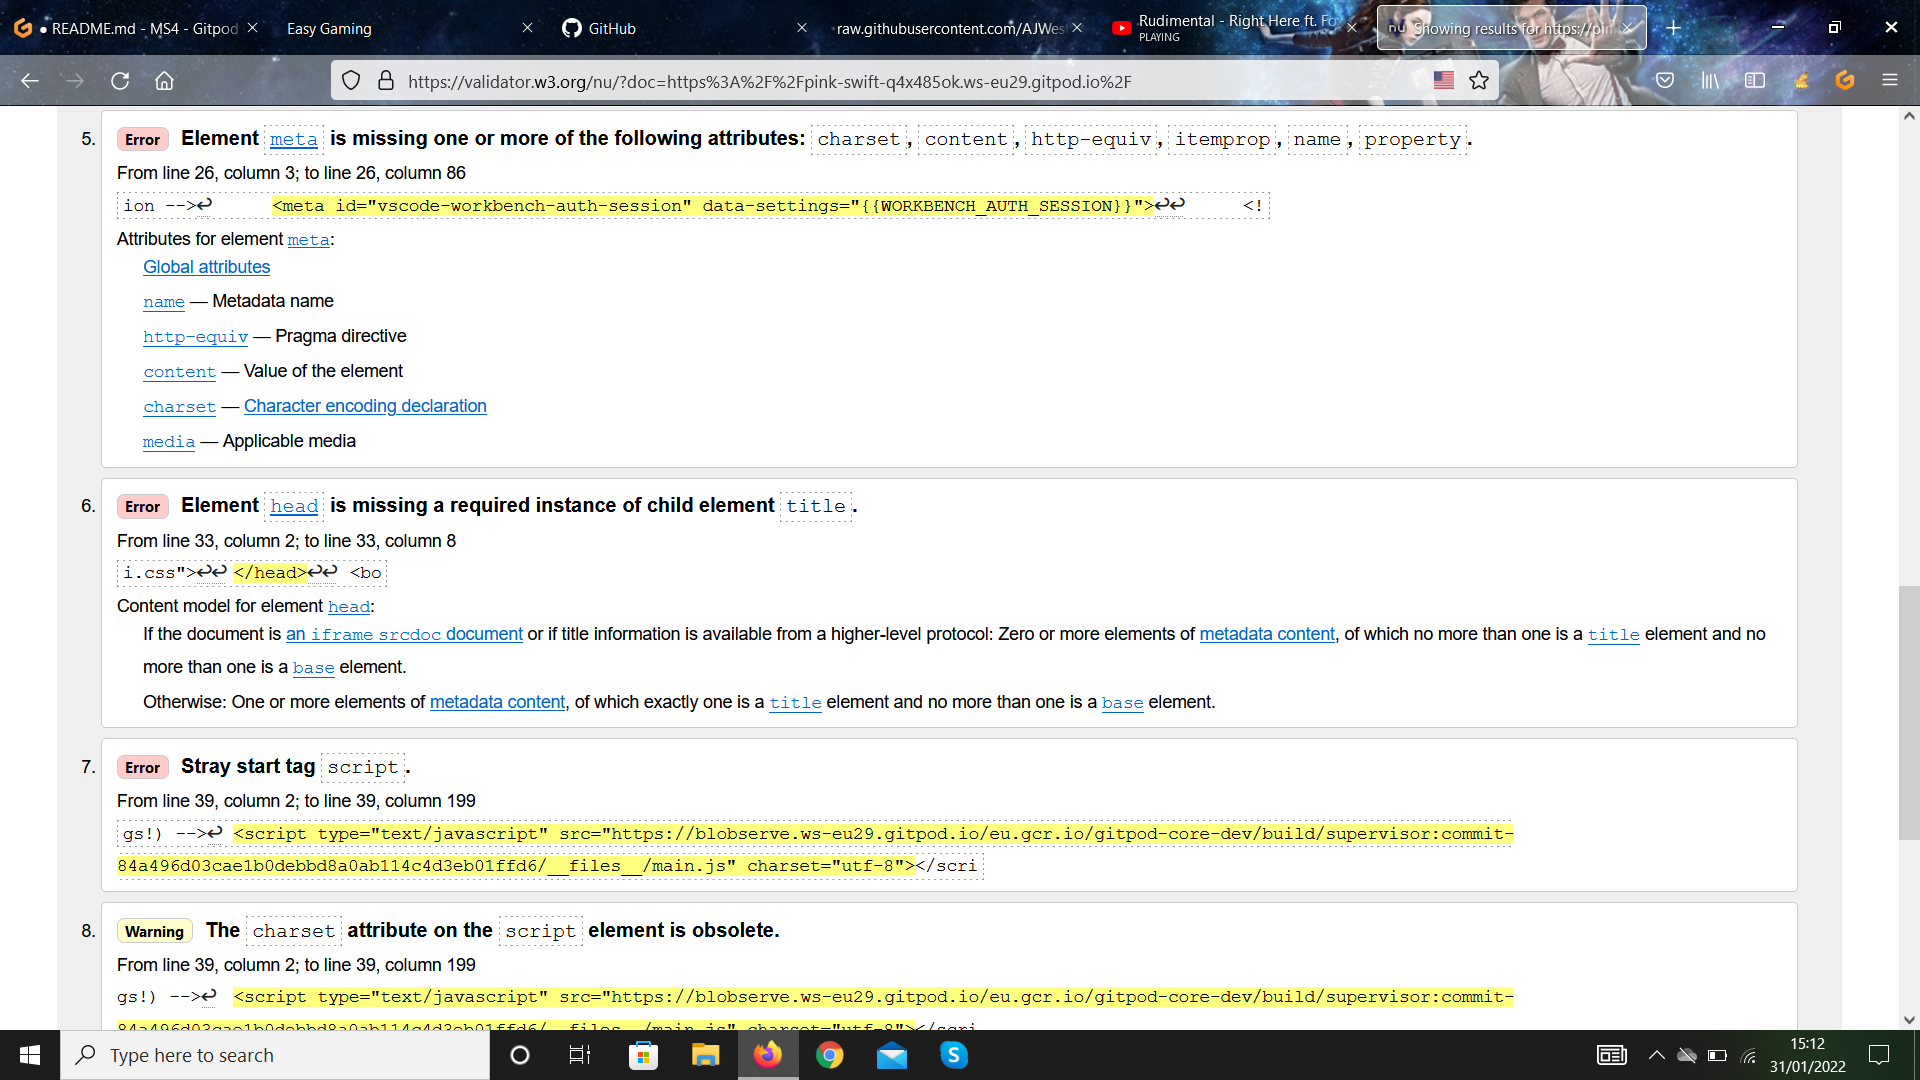 README.md - MS4 - Gitpod
Easy Gaming
GitHub
raw.githubusercontent.com/AJWes
Rudimental - Right Here ft. Fo
PLAYING
Showing results for https://pin
https://validator.w3.org/nu/?doc=https%3A%2F%2Fpink-swift-q4x485ok.ws-eu29.gitpod.io%2F
5. Error Element meta is missing one or more of the following attributes: charset, content, http-equiv, itemprop, name, property.
From line 26, column 3; to line 26, column 86
ion -->↩ <meta id="vscode-workbench-auth-session" data-settings="{{WORKBENCH_AUTH_SESSION}}">↩↩ <!
Attributes for element meta:
Global attributes
name — Metadata name
http-equiv — Pragma directive
content — Value of the element
charset — Character encoding declaration
media — Applicable media
6. Error Element head is missing a required instance of child element title.
From line 33, column 2; to line 33, column 8
i.css">↩↩ </head>↩↩ <bo
Content model for element head:
If the document is an iframe srcdoc document or if title information is available from a higher-level protocol: Zero or more elements of metadata content, of which no more than one is a title element and no
more than one is a base element.
Otherwise: One or more elements of metadata content, of which exactly one is a title element and no more than one is a base element.
7. Error Stray start tag script.
From line 39, column 2; to line 39, column 199
gs!) -->↩ <script type="text/javascript" src="https://blobserve.ws-eu29.gitpod.io/eu.gcr.io/gitpod-core-dev/build/supervisor:commit-
84a496d03cae1b0debbd8a0ab114c4d3eb01ffd6/__files__/main.js" charset="utf-8"></scri
8. Warning The charset attribute on the script element is obsolete.
From line 39, column 2; to line 39, column 199
gs!) -->↩ <script type="text/javascript" src="https://blobserve.ws-eu29.gitpod.io/eu.gcr.io/gitpod-core-dev/build/supervisor:commit-
84a496d03cae1b0debbd8a0ab114c4d3eb01ffd6/__files__/main.js" charset="utf-8"></scri
Type here to search
15:12
31/01/2022